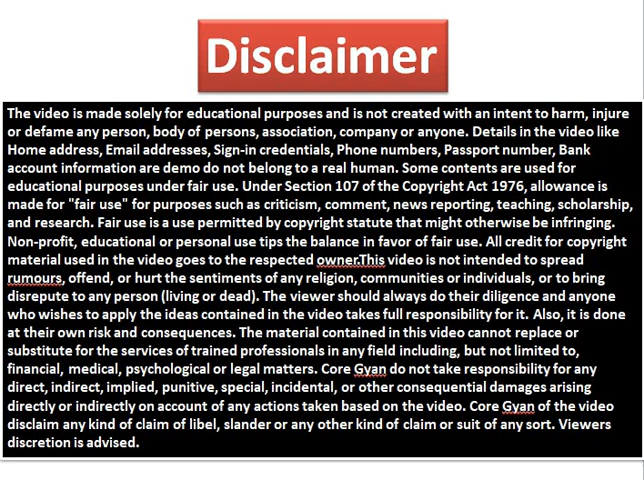 Disclaimer
The video is made solely for educational purposes and is not created with an intent to harm, injure
or defame any person, body of persons, association, company or anyone. Details in the video like
Home address, Email addresses, Sign-in credentials, Phone numbers, Passport number, Bank
account information are demo do not belong to a real human. Some contents are used for
educational purposes under fair use. Under Section 107 of the Copyright Act 1976, allowance is
made for "fair use" for purposes such as criticism, comment, news reporting, teaching, scholarship,
and research. Fair use is a use permitted by copyright statute that might otherwise be infringing.
Non-profit, educational or personal use tips the balance in favor of fair use. All credit for copyright
material used in the video goes to the respected owner.This video is not intended to spread
rumours, offend, or hurt the sentiments of any religion, communities or individuals, or to bring
disrepute to any person (living or dead). The viewer should always do their diligence and anyone
who wishes to apply the ideas contained in the video takes full responsibility for it. Also, it is done
at their own risk and consequences. The material contained in this video cannot replace or
substitute for the services of trained professionals in any field including, but not limited to,
financial, medical, psychological or legal matters. Core Gyan do not take responsibility for any
direct, indirect, implied, punitive, special, incidental, or other consequential damages arising
directly or indirectly on account of any actions taken based on the video. Core Gyan of the video
disclaim any kind of claim of libel, slander or any other kind of claim or suit of any sort. Viewers
discretion is advised.